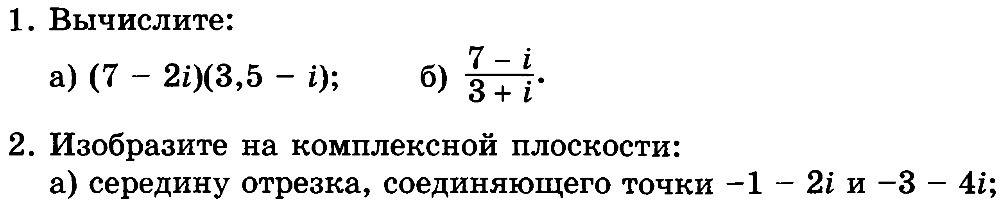 1. Вычислите:
а) (7 − 2i)(3,5 − i); б) \frac{7 − i}{3 + i}.
2. Изобразите на комплексной плоскости:
а) середину отрезка, соединяющего точки −1 − 2i и −3 − 4i;